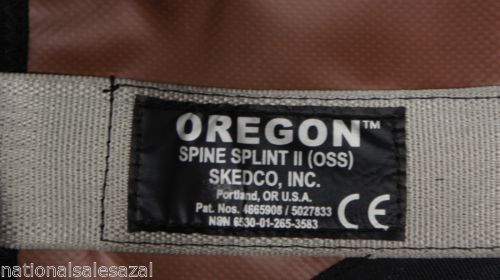 OREGON™
SPINE SPLINT II (OSS)
SKEDCO, INC.
Portland, OR U.S.A.
Pat. Nos. 4665908 / 5027833
NSN 6530-01-265-3583
CE
nationalsalesazal